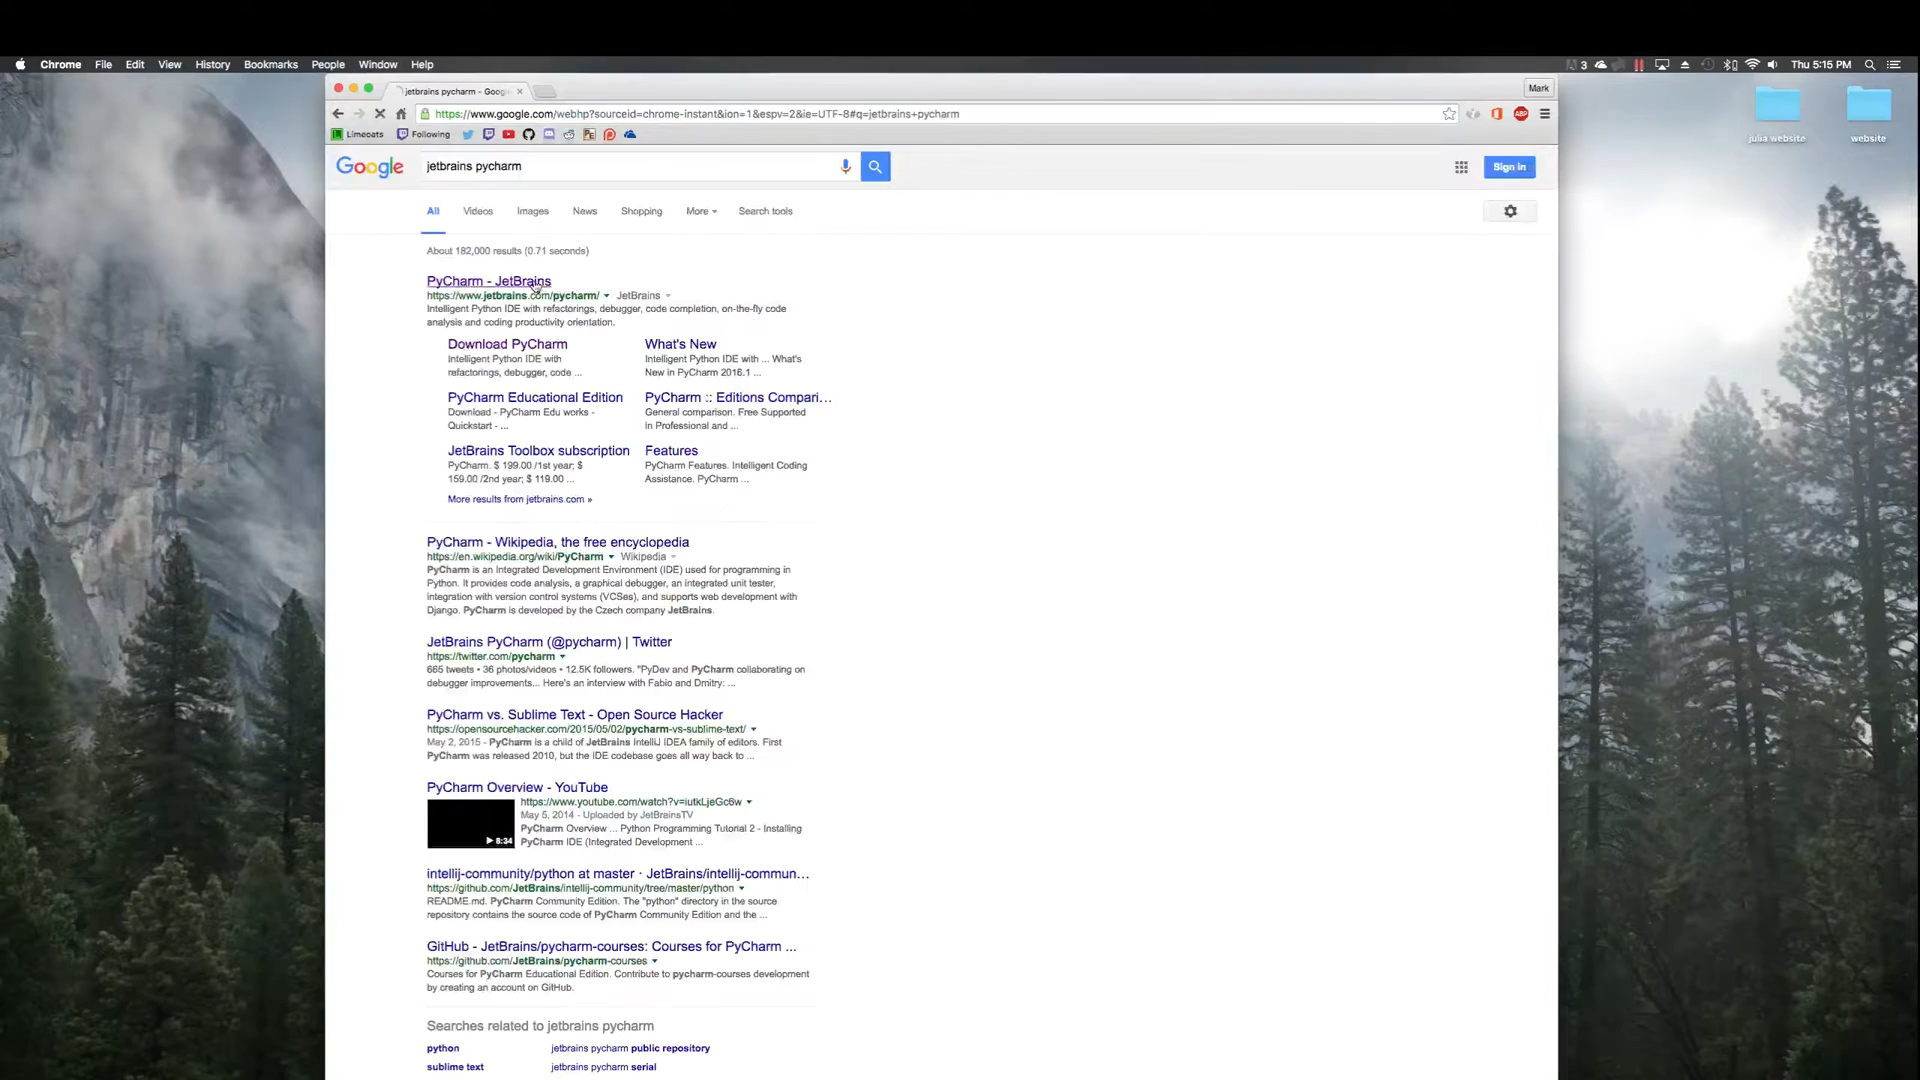 Chrome File Edit View History Bookmarks People Window Help
3 Thu 5:15 PM
jetbrains pycharm - Goog
Mark
https://www.google.com/webhp?sourceid=chrome-instant&ion=1&espv=2&ie=UTF-8#q=jetbrains+pycharm
Limeoats Following
julia website website
Google jetbrains pycharm Sign in
All Videos Images News Shopping More Search tools
About 182,000 results (0.71 seconds)
PyCharm - JetBrains
https://www.jetbrains.com/pycharm/ JetBrains
Intelligent Python IDE with refactorings, debugger, code completion, on-the-fly code
analysis and coding productivity orientation.
Download PyCharm
Intelligent Python IDE with
refactorings, debugger, code ...
What's New
Intelligent Python IDE with ... What's
New in PyCharm 2016.1 ...
PyCharm Educational Edition
Download - PyCharm Edu works -
Quickstart - ...
PyCharm :: Editions Compari...
General comparison. Free Supported
in Professional and ...
JetBrains Toolbox subscription
PyCharm. $ 199.00 /1st year; $
159.00 /2nd year; $ 119.00 ...
Features
PyCharm Features. Intelligent Coding
Assistance. PyCharm ...
More results from jetbrains.com »
PyCharm - Wikipedia, the free encyclopedia
https://en.wikipedia.org/wiki/PyCharm Wikipedia
PyCharm is an Integrated Development Environment (IDE) used for programming in
Python. It provides code analysis, a graphical debugger, an integrated unit tester,
integration with version control systems (VCSes), and supports web development with
Django. PyCharm is developed by the Czech company JetBrains.
JetBrains PyCharm (@pycharm) | Twitter
https://twitter.com/pycharm
665 tweets • 36 photos/videos • 12.5K followers. "PyDev and PyCharm collaborating on
debugger improvements... Here's an interview with Fabio and Dmitry: ...
PyCharm vs. Sublime Text - Open Source Hacker
https://opensourcehacker.com/2015/05/02/pycharm-vs-sublime-text/
May 2, 2015 - PyCharm is a child of JetBrains IntelliJ IDEA family of editors. First
PyCharm was released 2010, but the IDE codebase goes all way back to ...
PyCharm Overview - YouTube
https://www.youtube.com/watch?v=iutkLjeGc6w
May 5, 2014 - Uploaded by JetBrainsTV
PyCharm Overview ... Python Programming Tutorial 2 - Installing
PyCharm IDE (Integrated Development ...
8:34
intellij-community/python at master · JetBrains/intellij-commun...
https://github.com/JetBrains/intellij-community/tree/master/python
README.md. PyCharm Community Edition. The "python" directory in the source
repository contains the source code of PyCharm Community Edition and the ...
GitHub - JetBrains/pycharm-courses: Courses for PyCharm ...
https://github.com/JetBrains/pycharm-courses
Courses for PyCharm Educational Edition. Contribute to pycharm-courses development
by creating an account on GitHub.
Searches related to jetbrains pycharm
python jetbrains pycharm public repository
sublime text jetbrains pycharm serial